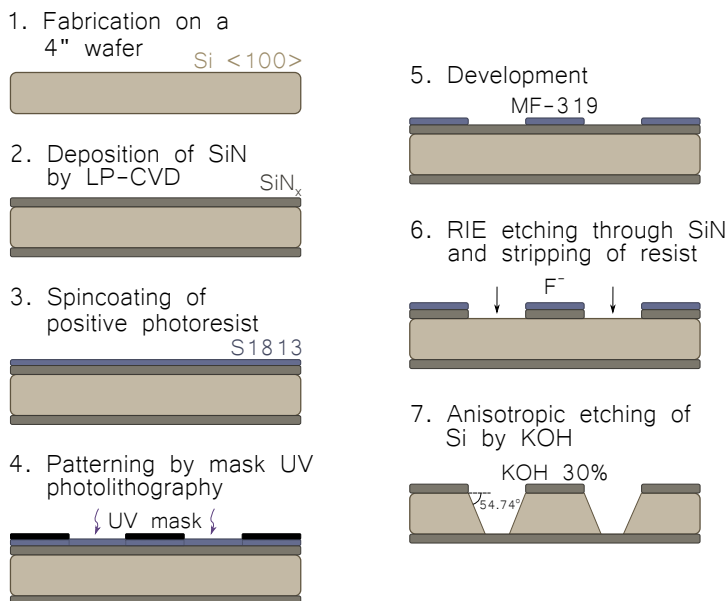 1. Fabrication on a
4" wafer
Si <100>
2. Deposition of SiN
by LP-CVD
SiNx
3. Spincoating of
positive photoresist
S1813
4. Patterning by mask UV
photolithography
UV mask
5. Development
MF-319
6. RIE etching through SiN
and stripping of resist
F⁻
7. Anisotropic etching of
Si by KOH
KOH 30%
54.74°